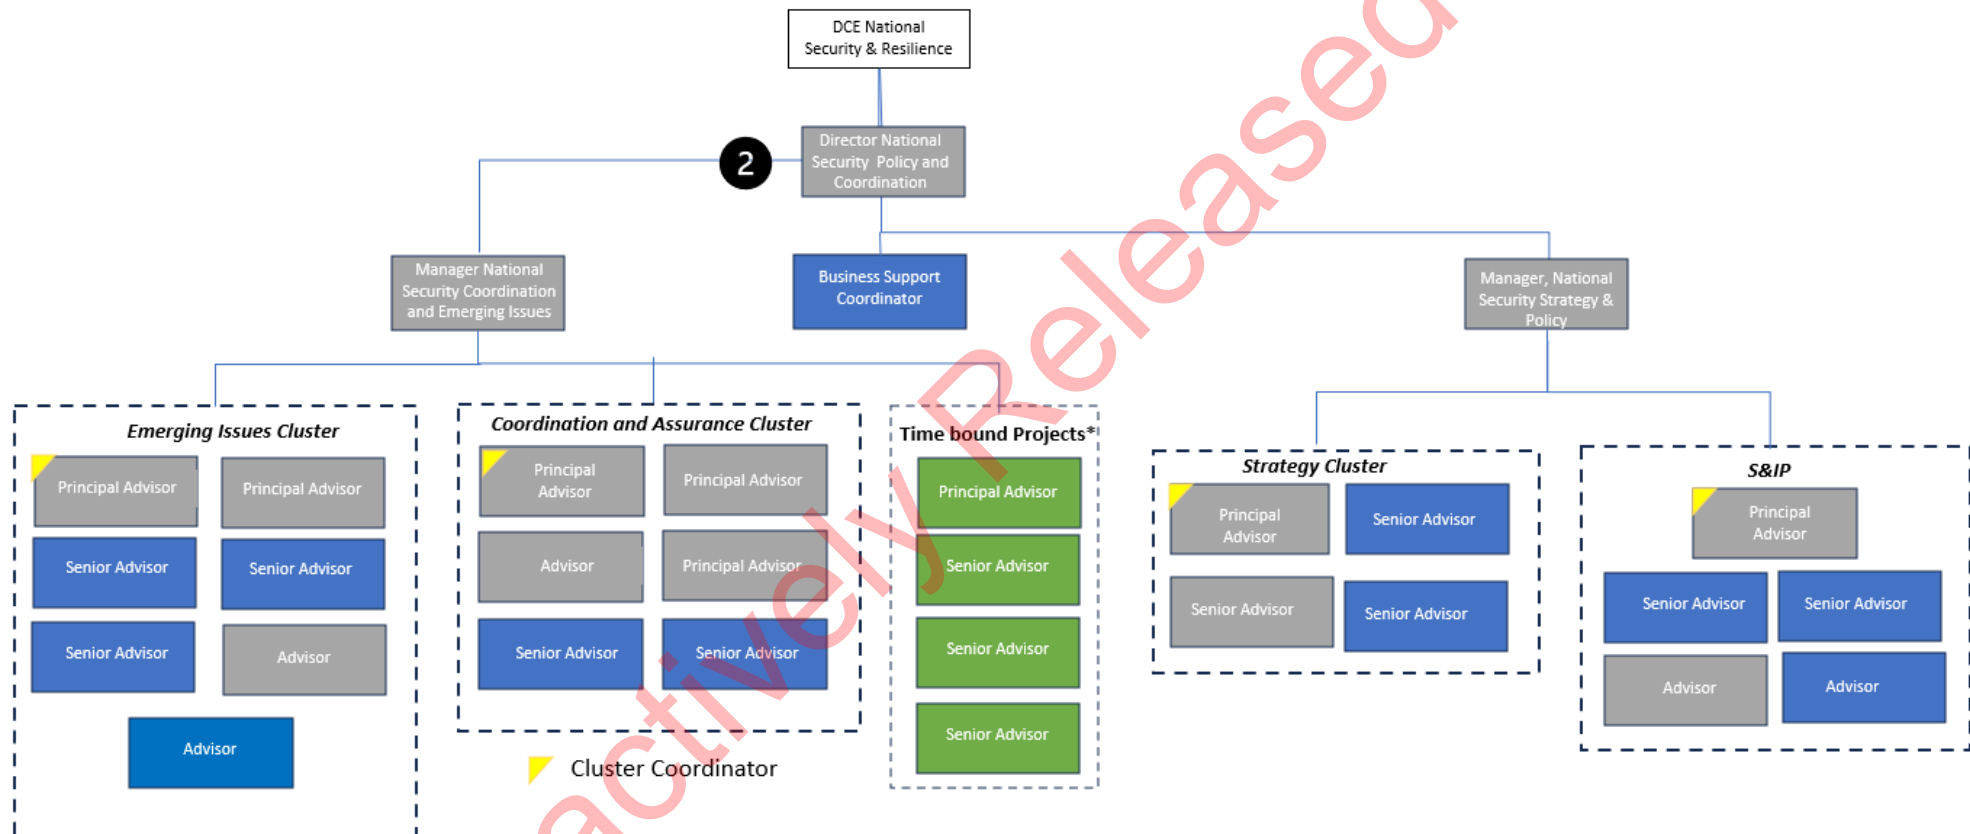 DCE National
Security & Resilience
Director National
Security Policy and
Coordination
2
Manager National
Security Coordination
and Emerging Issues
Business Support
Coordinator
Manager, National
Security Strategy &
Policy
Emerging Issues Cluster
Principal Advisor
Principal Advisor
Senior Advisor
Senior Advisor
Senior Advisor
Advisor
Advisor
Coordination and Assurance Cluster
Principal
Advisor
Principal Advisor
Advisor
Principal Advisor
Senior Advisor
Senior Advisor
Cluster Coordinator
Time bound Projects*
Principal Advisor
Senior Advisor
Senior Advisor
Senior Advisor
Strategy Cluster
Principal
Advisor
Senior Advisor
Senior Advisor
Senior Advisor
S&IP
Principal
Advisor
Senior Advisor
Senior Advisor
Advisor
Advisor
actively Released